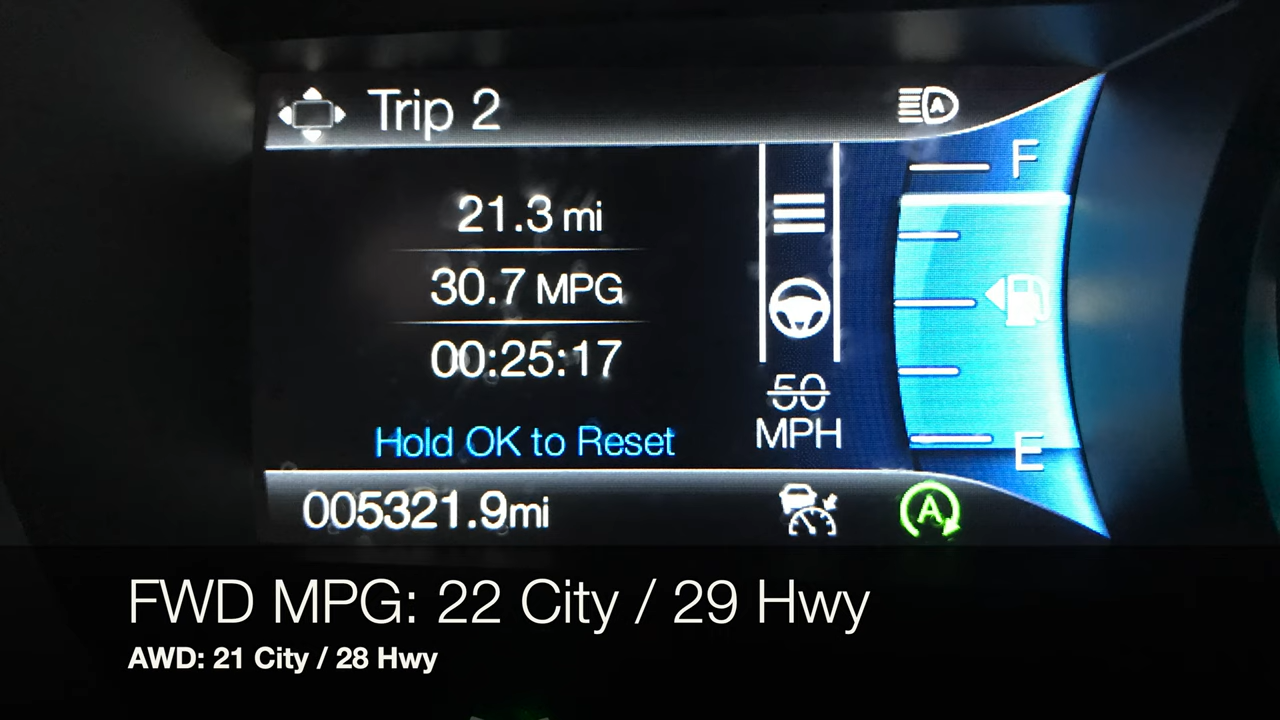 Trip 2
A
F
21.3 mi
30.7 MPG
00:25:17
50
MPH
Hold OK to Reset
E
005321.9mi
A
FWD MPG: 22 City / 29 Hwy
AWD: 21 City / 28 Hwy